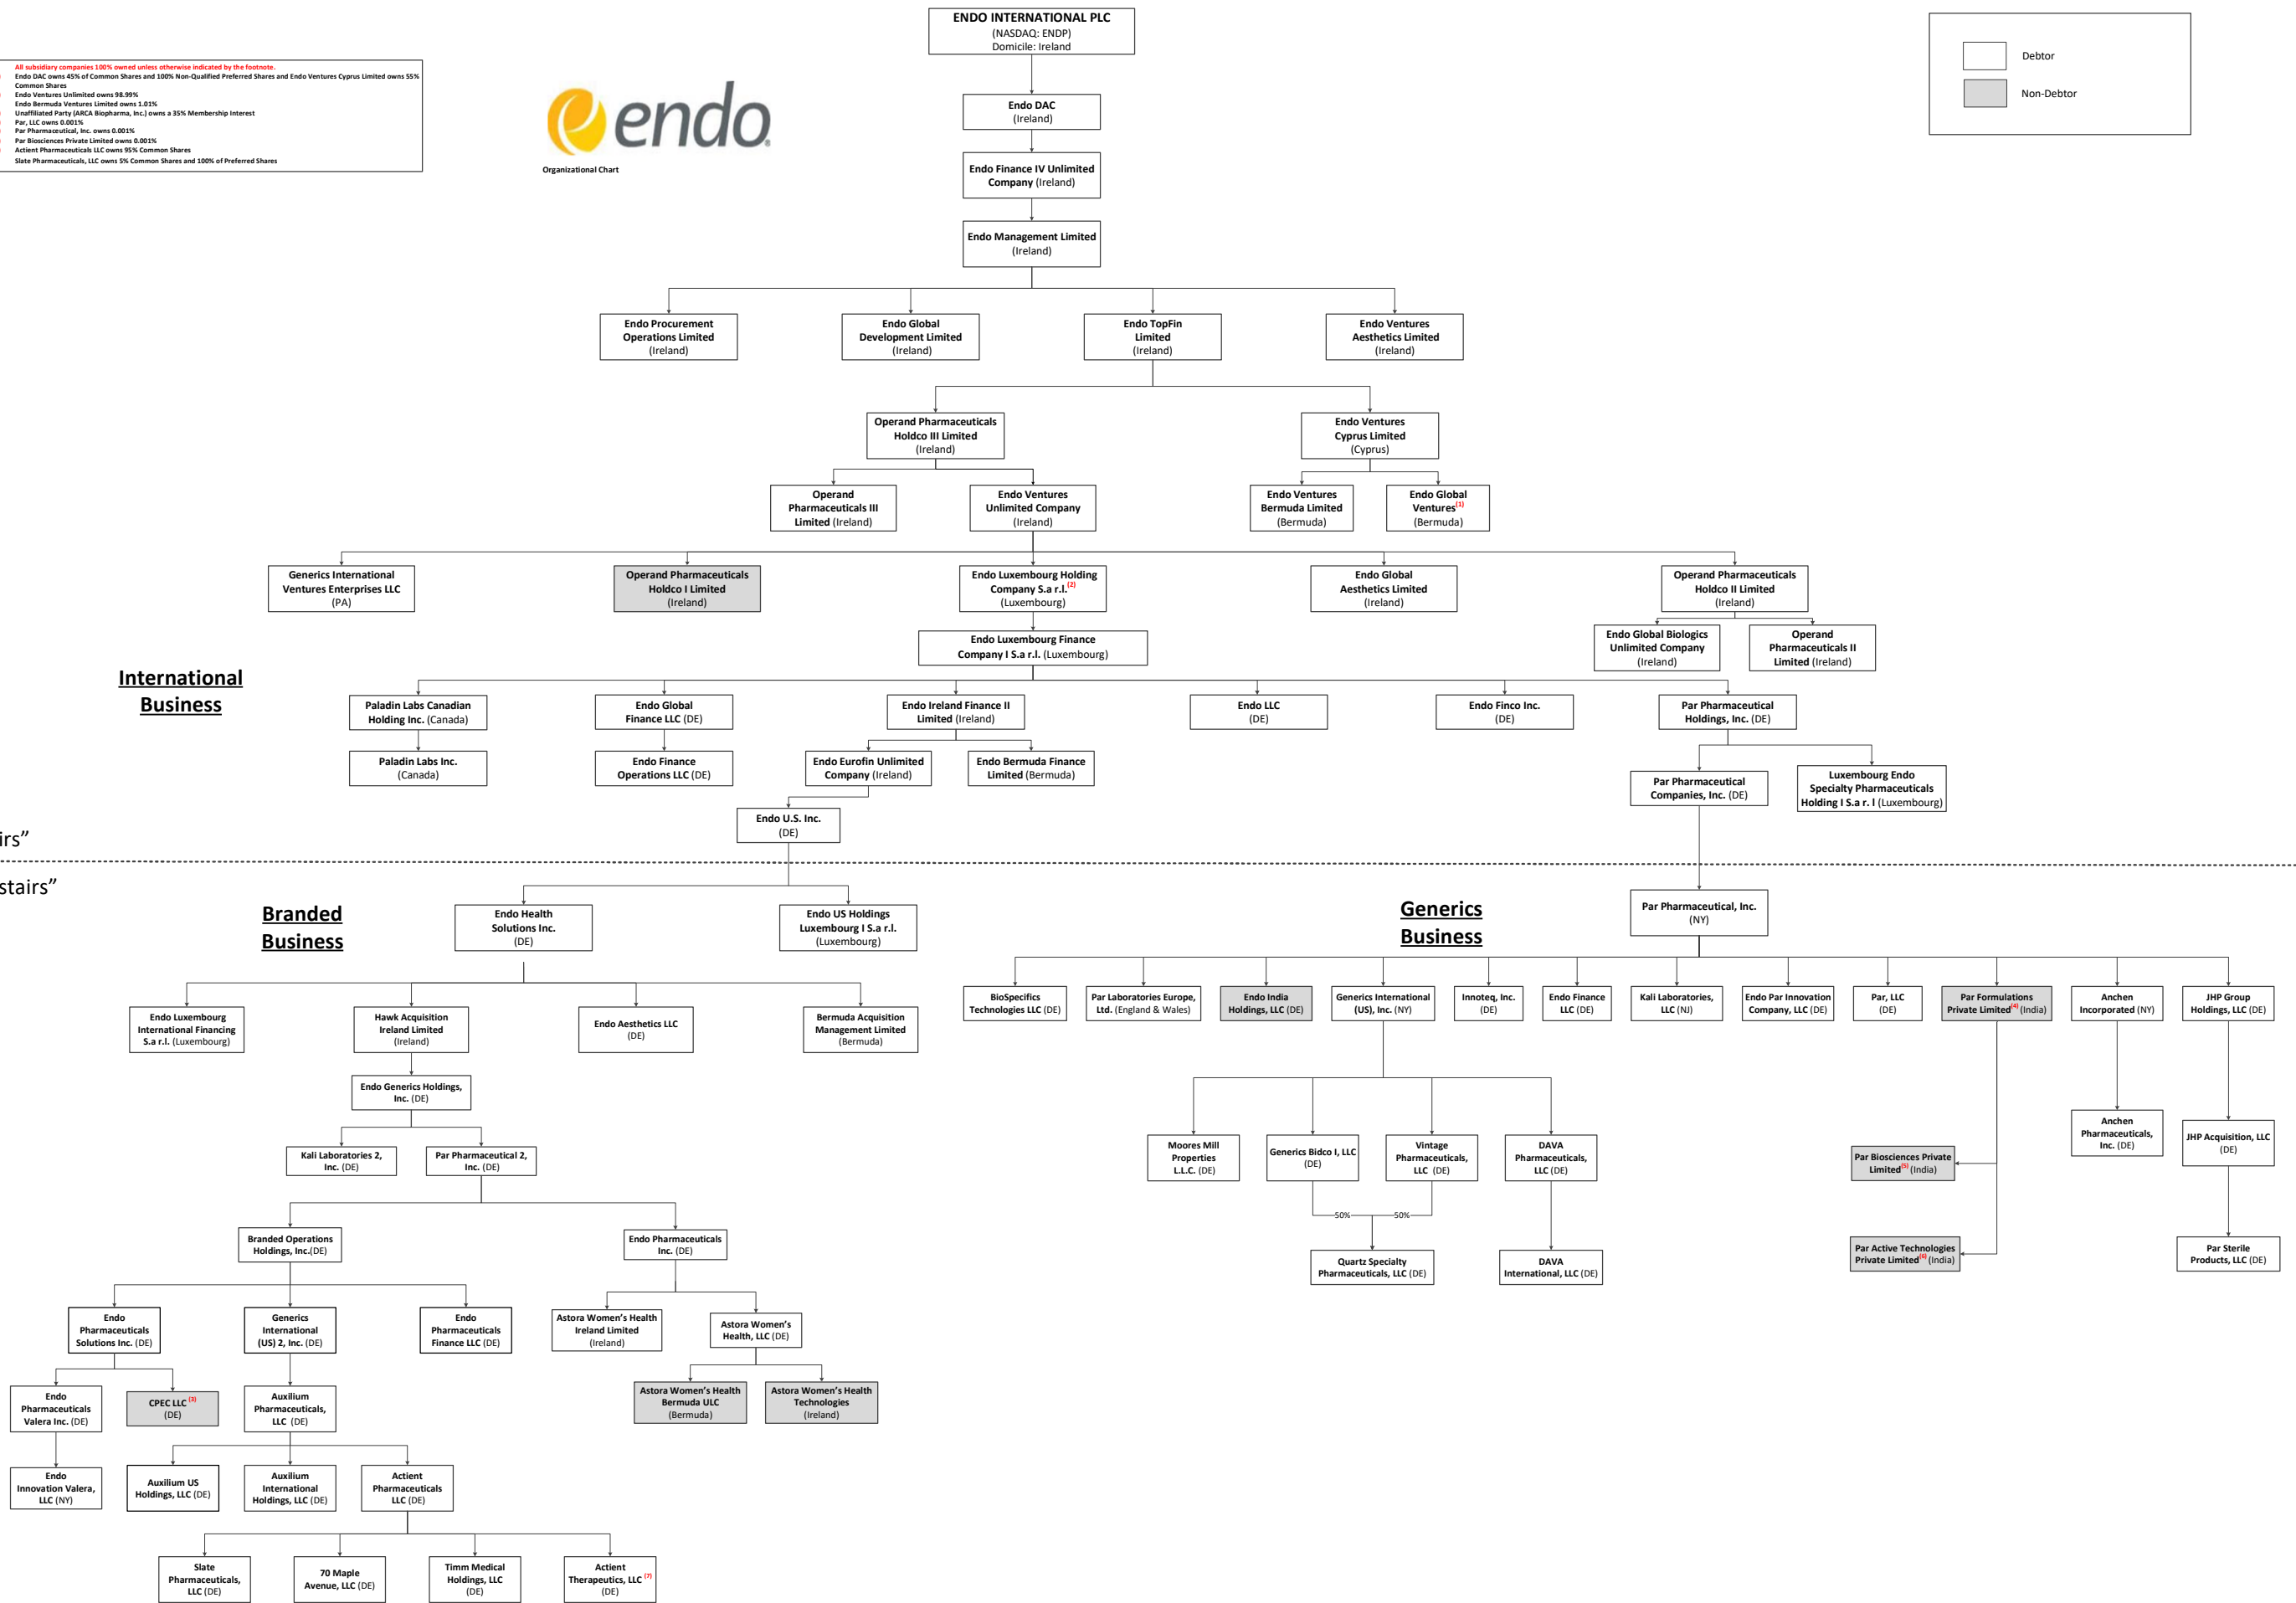 ENDO INTERNATIONAL PLC
(NASDAQ: ENDP)
Domicile: Ireland
Debtor
Non-Debtor
All subsidiary companies 100% owned unless otherwise indicated by the footnote.
Endo DAC owns 45% of Common Shares and 100% Non-Qualified Preferred Shares and Endo Ventures Cyprus Limited owns 55%
Common Shares
Endo Ventures Unlimited owns 98.99%
Endo Bermuda Ventures Limited owns 1.01%
Unaffiliated Party (ARCA Biopharma, Inc.) owns a 35% Membership Interest
Par, LLC owns 0.001%
Par Pharmaceutical, Inc. owns 0.001%
Par Biosciences Private Limited owns 0.001%
Actient Pharmaceuticals LLC owns 95% Common Shares
Slate Pharmaceuticals, LLC owns 5% Common Shares and 100% of Preferred Shares
endo®
Organizational Chart
Endo DAC
(Ireland)
Endo Finance IV Unlimited
Company (Ireland)
Endo Management Limited
(Ireland)
Endo Procurement
Operations Limited
(Ireland)
Endo Global
Development Limited
(Ireland)
Endo TopFin
Limited
(Ireland)
Endo Ventures
Aesthetics Limited
(Ireland)
Operand Pharmaceuticals
Holdco III Limited
(Ireland)
Endo Ventures
Cyprus Limited
(Cyprus)
Operand
Pharmaceuticals III
Limited (Ireland)
Endo Ventures
Unlimited Company
(Ireland)
Endo Ventures
Bermuda Limited
(Bermuda)
Endo Global
Ventures(1)
(Bermuda)
Generics International
Ventures Enterprises LLC
(PA)
Operand Pharmaceuticals
Holdco I Limited
(Ireland)
Endo Luxembourg Holding
Company S.a r.l.(2)
(Luxembourg)
Endo Global
Aesthetics Limited
(Ireland)
Operand Pharmaceuticals
Holdco II Limited
(Ireland)
Endo Luxembourg Finance
Company I S.a r.l. (Luxembourg)
Endo Global Biologics
Unlimited Company
(Ireland)
Operand
Pharmaceuticals II
Limited (Ireland)
International
Business
Paladin Labs Canadian
Holding Inc. (Canada)
Endo Global
Finance LLC (DE)
Endo Ireland Finance II
Limited (Ireland)
Endo LLC
(DE)
Endo Finco Inc.
(DE)
Par Pharmaceutical
Holdings, Inc. (DE)
Paladin Labs Inc.
(Canada)
Endo Finance
Operations LLC (DE)
Endo Eurofin Unlimited
Company (Ireland)
Endo Bermuda Finance
Limited (Bermuda)
Par Pharmaceutical
Companies, Inc. (DE)
Luxembourg Endo
Specialty Pharmaceuticals
Holding I S.a r. l (Luxembourg)
Endo U.S. Inc.
(DE)
irs”
stairs”
Branded
Business
Endo Health
Solutions Inc.
(DE)
Endo US Holdings
Luxembourg I S.a r.l.
(Luxembourg)
Generics
Business
Par Pharmaceutical, Inc.
(NY)
Endo Luxembourg
International Financing
S.a r.l. (Luxembourg)
Hawk Acquisition
Ireland Limited
(Ireland)
Endo Aesthetics LLC
(DE)
Bermuda Acquisition
Management Limited
(Bermuda)
BioSpecifics
Technologies LLC (DE)
Par Laboratories Europe,
Ltd. (England & Wales)
Endo India
Holdings, LLC (DE)
Generics International
(US), Inc. (NY)
Innoteq, Inc.
(DE)
Endo Finance
LLC (DE)
Kali Laboratories,
LLC (NJ)
Endo Par Innovation
Company, LLC (DE)
Par, LLC
(DE)
Par Formulations
Private Limited(4) (India)
Anchen
Incorporated (NY)
JHP Group
Holdings, LLC (DE)
Endo Generics Holdings,
Inc. (DE)
Kali Laboratories 2,
Inc. (DE)
Par Pharmaceutical 2,
Inc. (DE)
Moores Mill
Properties
L.L.C. (DE)
Generics Bidco I, LLC
(DE)
Vintage
Pharmaceuticals,
LLC (DE)
DAVA
Pharmaceuticals,
LLC (DE)
Par Biosciences Private
Limited(5) (India)
Anchen
Pharmaceuticals,
Inc. (DE)
JHP Acquisition, LLC
(DE)
50%
50%
Branded Operations
Holdings, Inc.(DE)
Endo Pharmaceuticals
Inc. (DE)
Quartz Specialty
Pharmaceuticals, LLC (DE)
DAVA
International, LLC (DE)
Par Active Technologies
Private Limited(6) (India)
Par Sterile
Products, LLC (DE)
Endo
Pharmaceuticals
Solutions Inc. (DE)
Generics
International
(US) 2, Inc. (DE)
Endo
Pharmaceuticals
Finance LLC (DE)
Astora Women’s Health
Ireland Limited
(Ireland)
Astora Women’s
Health, LLC (DE)
Endo
Pharmaceuticals
Valera Inc. (DE)
CPEC LLC (3)
(DE)
Auxilium
Pharmaceuticals,
LLC (DE)
Astora Women’s Health
Bermuda ULC
(Bermuda)
Astora Women’s Health
Technologies
(Ireland)
Endo
Innovation Valera,
LLC (NY)
Auxilium US
Holdings, LLC (DE)
Auxilium
International
Holdings, LLC (DE)
Actient
Pharmaceuticals
LLC (DE)
Slate
Pharmaceuticals,
LLC (DE)
70 Maple
Avenue, LLC (DE)
Timm Medical
Holdings, LLC
(DE)
Actient
Therapeutics, LLC (7)
(DE)